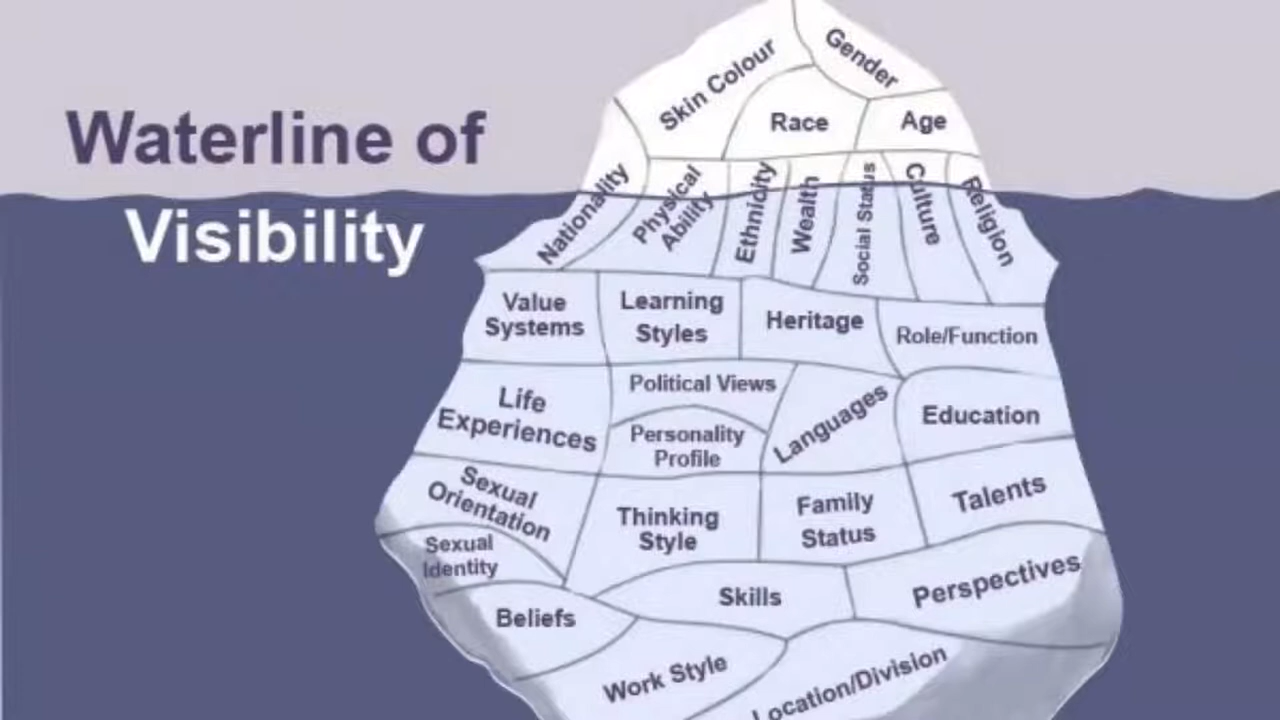 Waterline of
Visibility
Skin Colour
Gender
Race
Age
Nationality
Physical
Ability
Ethnicity
Wealth
Social Status
Culture
Religion
Value
Systems
Learning
Styles
Heritage
Role/Function
Life
Experiences
Political Views
Personality
Profile
Languages
Education
Sexual
Orientation
Sexual
Identity
Thinking
Style
Family
Status
Talents
Beliefs
Skills
Perspectives
Work Style
Location/Division